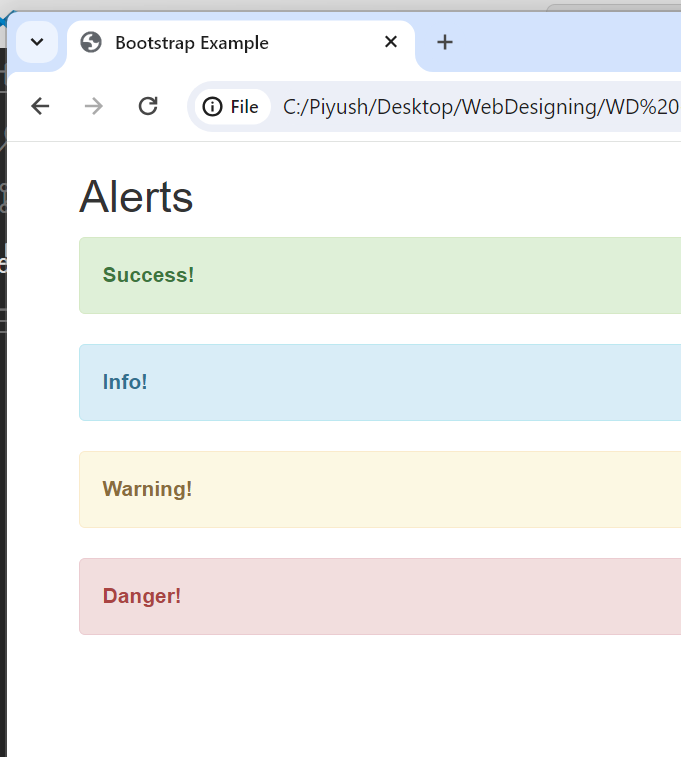 Bootstrap Example
File C:/Piyush/Desktop/WebDesigning/WD%20
Alerts
Success!
Info!
Warning!
Danger!